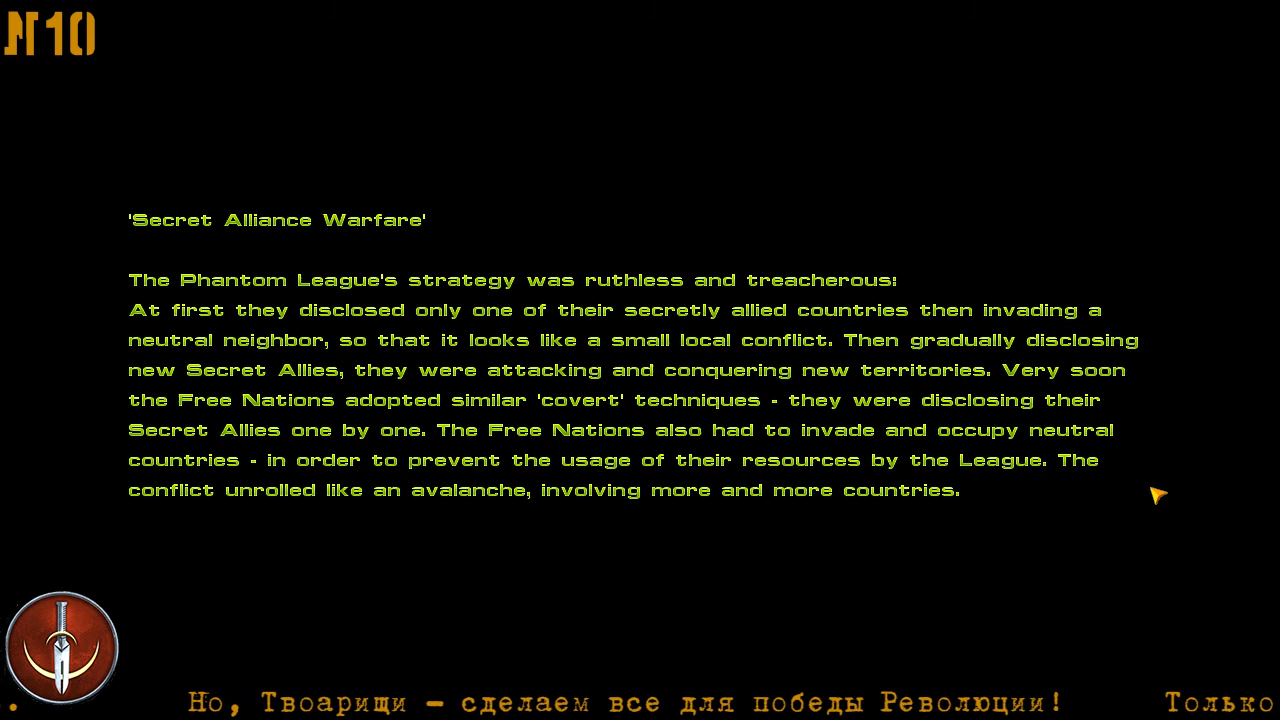 'Secret Alliance Warfare'
The Phantom League's strategy was ruthless and treacherous:
At first they disclosed only one of their secretly allied countries then invading a
neutral neighbor, so that it looks like a small local conflict. Then gradually disclosing
new Secret Allies, they were attacking and conquering new territories. Very soon
the Free Nations adopted similar 'covert' techniques - they were disclosing their
Secret Allies one by one. The Free Nations also had to invade and occupy neutral
countries - in order to prevent the usage of their resources by the League. The
conflict unrolled like an avalanche, involving more and more countries.
. Но, Твоарищи – сделаем все для победы Революции! Только